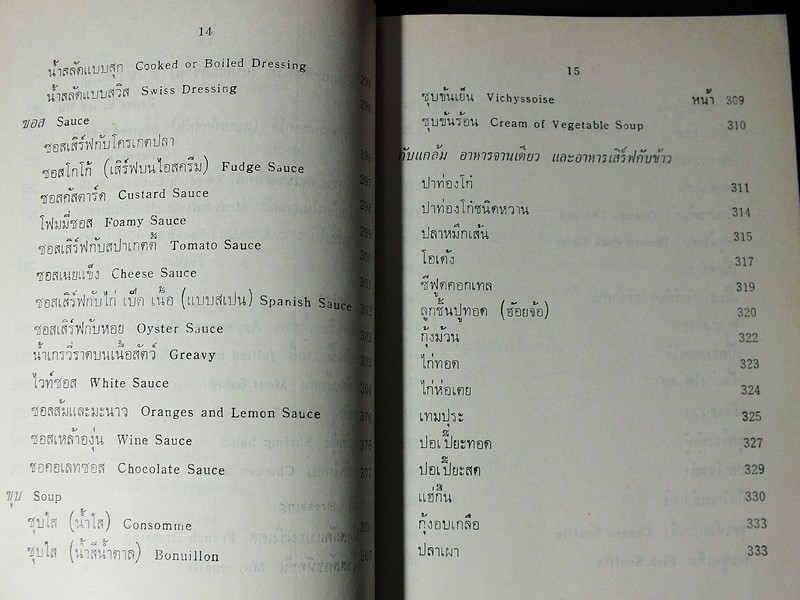 14
น้ำสลัดแบบสุก Cooked or Boiled Dressing
น้ำสลัดแบบสวิส Swiss Dressing
ซอส Sauce
ซอสเสิร์ฟกับโครเกตปลา
ซอสโกโก้ (เสิร์ฟบนไอสครีม) Fudge Sauce
ซอสคัสตาร์ด Custard Sauce 297
โฟมมี่ซอส Foamy Sauce 298
ซอสเสิร์ฟกับสปาเกตตี้ Tomato Sauce 299
ซอสเนยแข็ง Cheese Sauce 301
ซอสเสิร์ฟกับไก่ เป็ด เนื้อ (แบบสเปน) Spanish Sauce 302
ซอสเสิร์ฟกับหอย Oyster Sauce 303
น้ำเกรวี่ราดบนเนื้อสัตว์ Greavy 303
ไวท์ซอส White Sauce 304
ซอสส้มและมะนาว Oranges and Lemon Sauce 376
ซอสเหล้าองุ่น Wine Sauce 376
ชอคอเลทซอส Chocolate Sauce 377
ซุบ Soup
ซุบใส (น้ำใส) Consomme
ซุบใส (น้ำสีน้ำตาล) Bonuillon 307
15
ซุบข้นเย็น Vichyssoise หน้า 309
ซุบข้นร้อน Cream of Vegetable Soup 310
กับแกล้ม อาหารจานเดียว และอาหารเสิร์ฟกับข้าว
ปาท่องโก๋ 311
ปาท่องโก๋ชนิดหวาน 314
ปลาหมึกเส้น 315
โอเด้ง 317
ซีฟูดคอกเทล 319
ลูกชิ้นปูทอด (ฮ้อยจ้อ) 320
กุ้งม้วน 322
ไก่ทอด 323
ไก่ห่อเตย 324
เทมปุระ 325
ปอเปี๊ยะทอด 327
ปอเปี๊ยะสด 329
แฮ่กึ๊น 330
กุ้งอบเกลือ 333
ปลาเผา 333